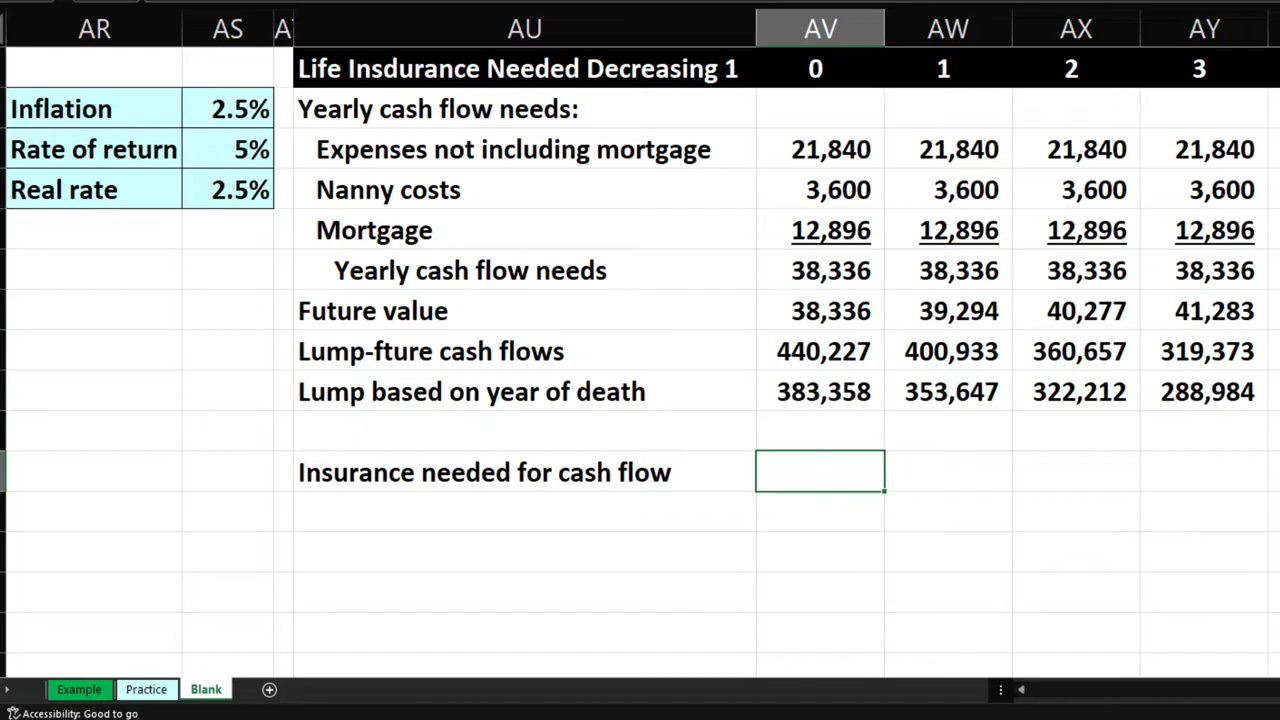 AR AS AT AU AV AW AX AY
Life Insdurance Needed Decreasing 1 0 1 2 3
Inflation 2.5% Yearly cash flow needs:
Rate of return 5% Expenses not including mortgage 21,840 21,840 21,840 21,840
Real rate 2.5% Nanny costs 3,600 3,600 3,600 3,600
Mortgage 12,896 12,896 12,896 12,896
Yearly cash flow needs 38,336 38,336 38,336 38,336
Future value 38,336 39,294 40,277 41,283
Lump-fture cash flows 440,227 400,933 360,657 319,373
Lump based on year of death 383,358 353,647 322,212 288,984
Insurance needed for cash flow
Example Practice Blank
Accessibility: Good to go